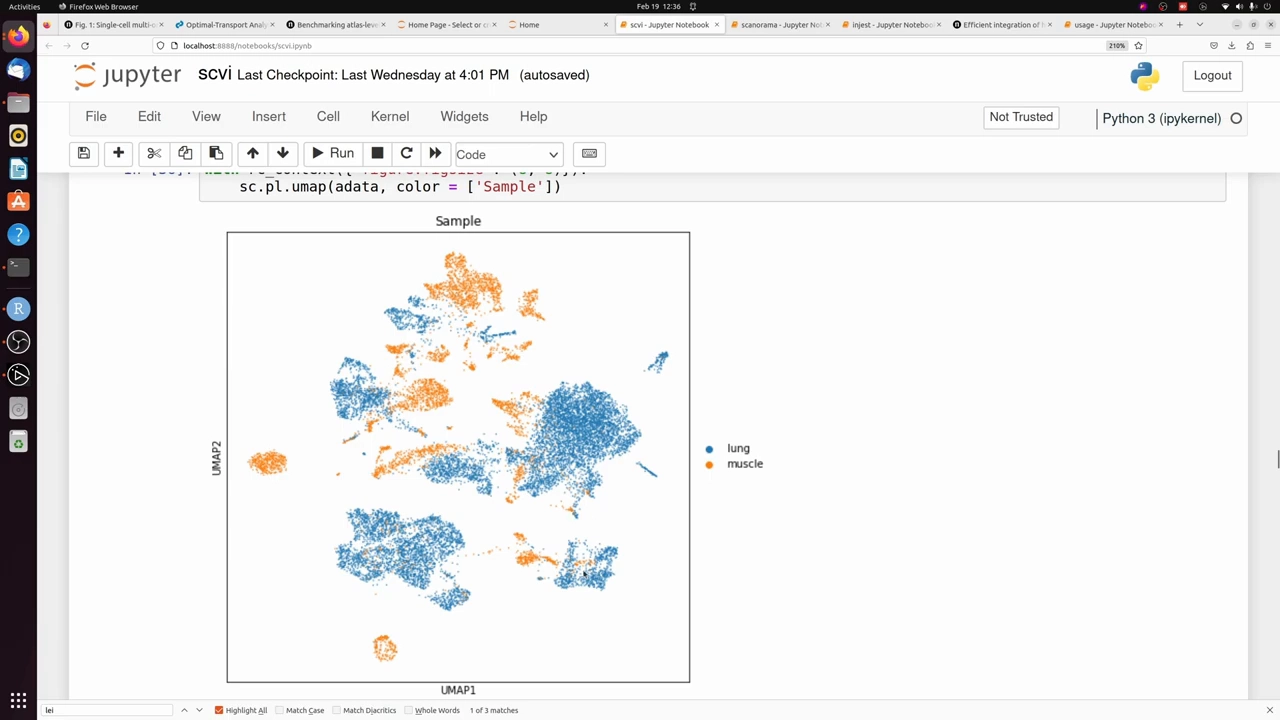 Activities
Firefox Web Browser
Feb 19 12:36
Fig. 1: Single-cell multi-o
Optimal-Transport Analy
Benchmarking atlas-leve
Home Page - Select or cr
Home
scvi - Jupyter Notebook
scanorama - Jupyter Not
injest - Jupyter Notebook
Efficient integration of h
usage - Jupyter Notebook
localhost:8888/notebooks/scvi.ipynb
210%
jupyter
scvi Last Checkpoint: Last Wednesday at 4:01 PM (autosaved)
Logout
File Edit View Insert Cell Kernel Widgets Help
Not Trusted
Python 3 (ipykernel)
Run
Code
sc.pl.umap(adata, color = ['Sample'])
Sample
lung
muscle
UMAP2
UMAP1
lei
Highlight All
Match Case
Match Diacritics
Whole Words
1 of 3 matches